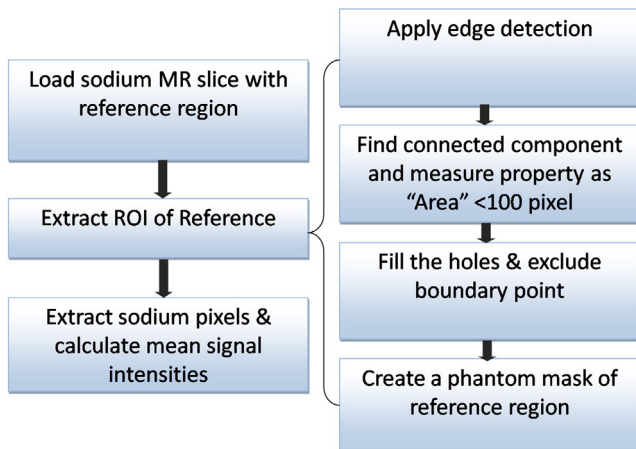 Load sodium MR slice with
reference region
Extract ROI of Reference
Extract sodium pixels &
calculate mean signal
intensities
Apply edge detection
Find connected component
and measure property as
“Area” <100 pixel
Fill the holes & exclude
boundary point
Create a phantom mask of
reference region